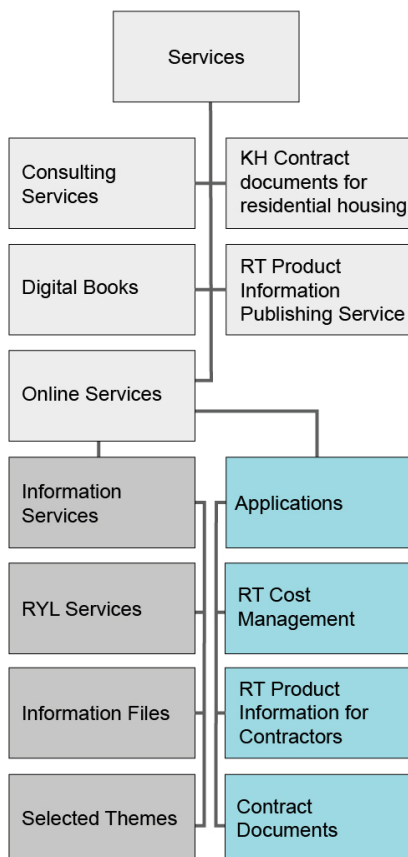 Services
Consulting
Services
KH Contract
documents for
residential housing
Digital Books
RT Product
Information
Publishing Service
Online Services
Information
Services
Applications
RYL Services
RT Cost
Management
Information Files
RT Product
Information for
Contractors
Selected Themes
Contract
Documents